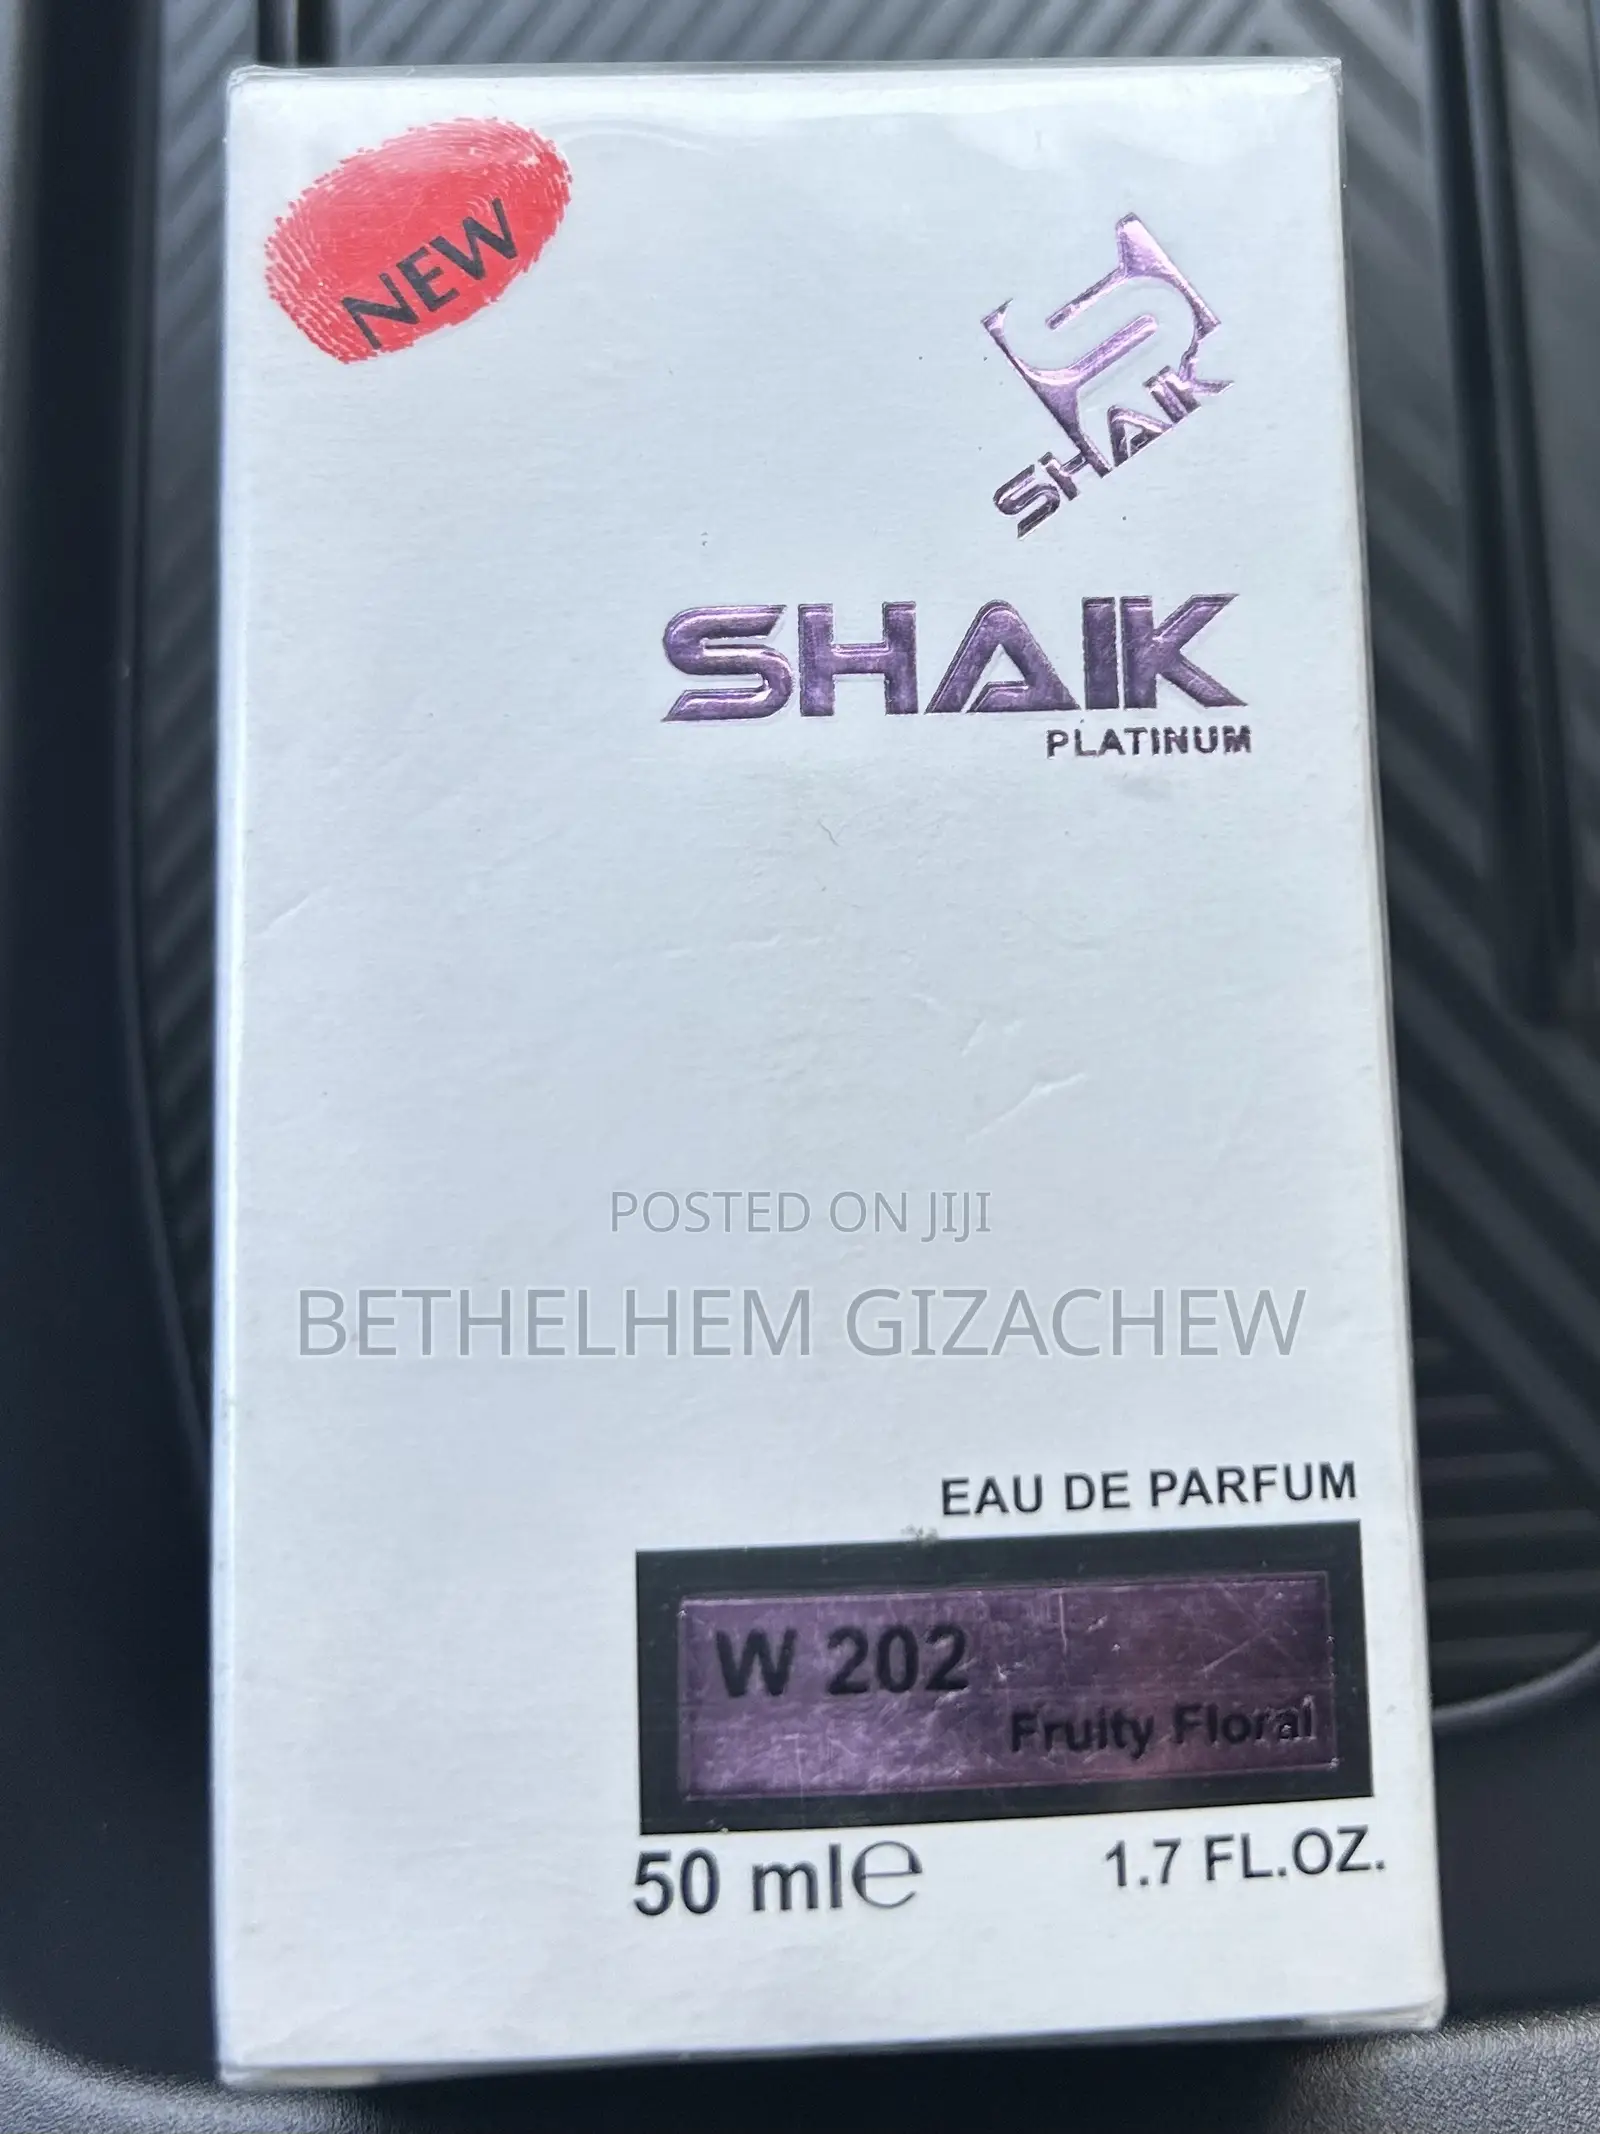 NEW
SHAIK
SHAIK
PLATINUM
POSTED ON JIJI
BETHELHEM GIZACHEW
EAU DE PARFUM
W 202
Fruity Floral
50 ml℮ 1.7 FL.OZ.